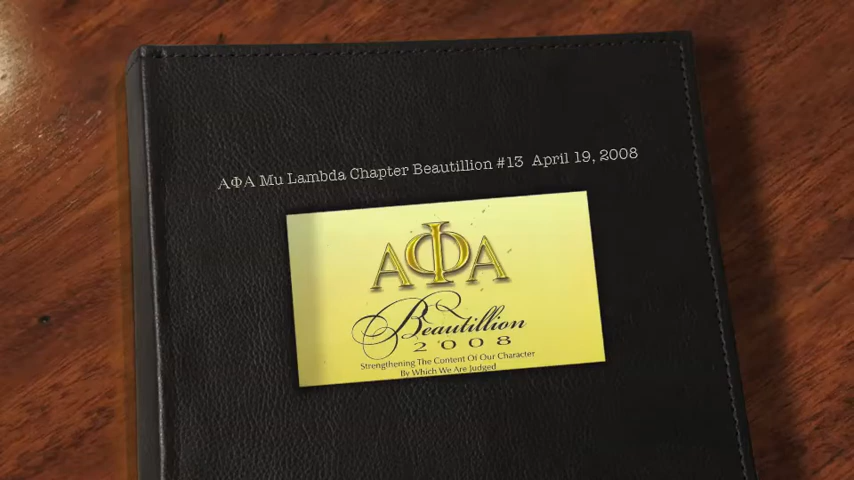 ΑΦΑ Mu Lambda Chapter Beautillion #13 April 19, 2008
ΑΦΑ
Beautillion
2008
Strengthening The Content Of Our Character
By Which We Are Judged